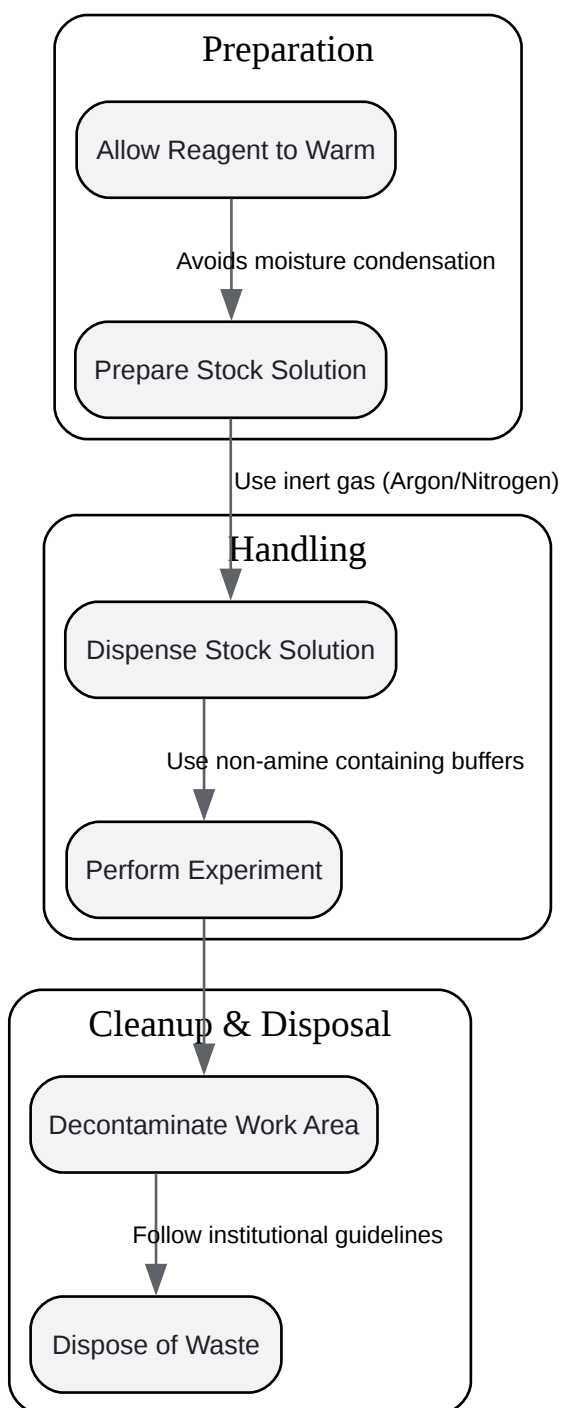 Preparation
Allow Reagent to Warm
Avoids moisture condensation
Prepare Stock Solution
Use inert gas (Argon/Nitrogen)
Handling
Dispense Stock Solution
Use non-amine containing buffers
Perform Experiment
Cleanup & Disposal
Decontaminate Work Area
Follow institutional guidelines
Dispose of Waste